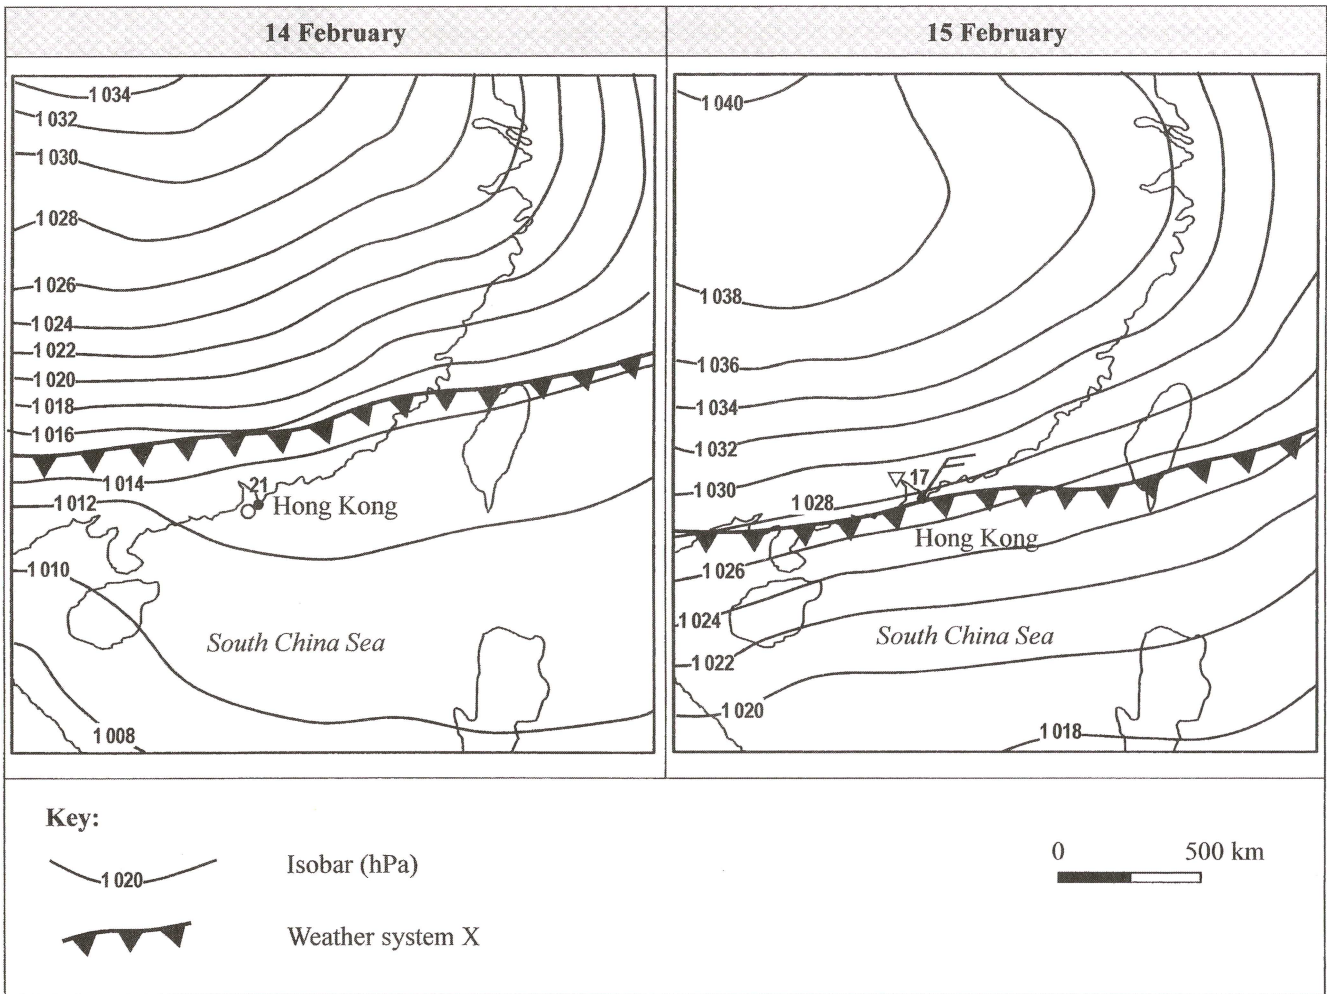 14 February
15 February
1 034
1 032
1 030
1 028
1 026
1 024
1 022
1 020
1 018
1 016
1 014
1 012
1 010
1 008
21
Hong Kong
South China Sea
1 040
1 038
1 036
1 034
1 032
1 030
1 028
1 026
1 024
1 022
1 020
1 018
17
Hong Kong
South China Sea
Key:
1 020
Isobar (hPa)
0 500 km
Weather system X